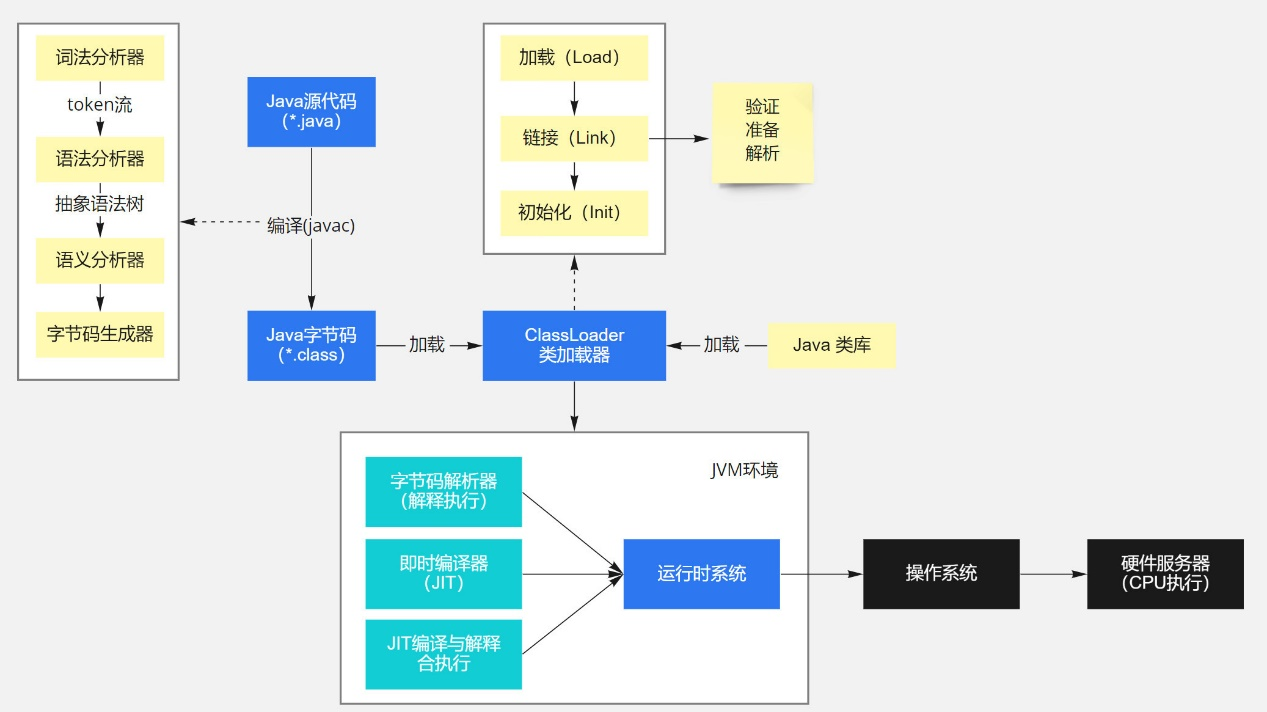 词法分析器
token流
语法分析器
抽象语法树
语义分析器
字节码生成器
Java源代码
(*.java)
编译(javac)
Java字节码
(*.class)
加载
加载（Load）
链接（Link）
初始化（Init）
验证
准备
解析
ClassLoader
类加载器
加载
Java 类库
JVM环境
字节码解析器
（解释执行）
即时编译器
（JIT）
JIT编译与解释
合执行
运行时系统
操作系统
硬件服务器
（CPU执行）